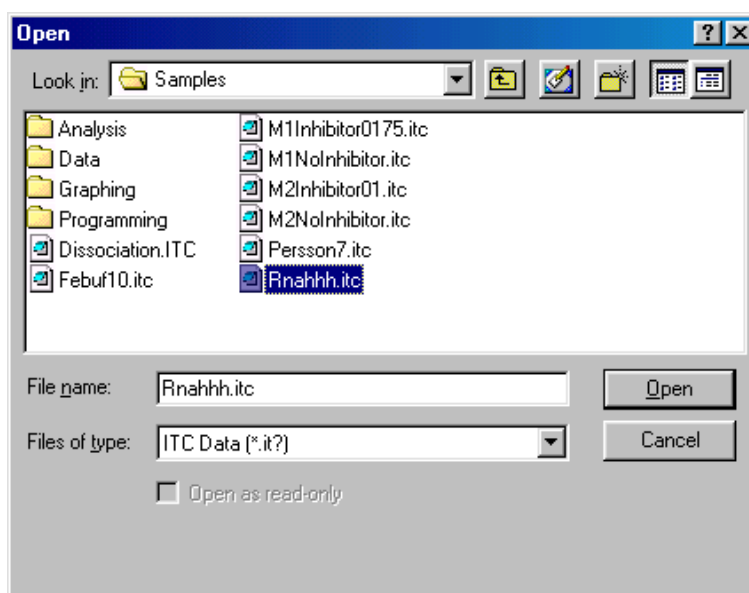 Open
Look in: Samples
Analysis
Data
Graphing
Programming
Dissociation.ITC
Febuf10.itc
M1Inhibitor0175.itc
M1NoInhibitor.itc
M2Inhibitor01.itc
M2NoInhibitor.itc
Persson7.itc
Rnahhh.itc
File name: Rnahhh.itc
Open
Files of type: ITC Data (*.it?)
Cancel
Open as read-only